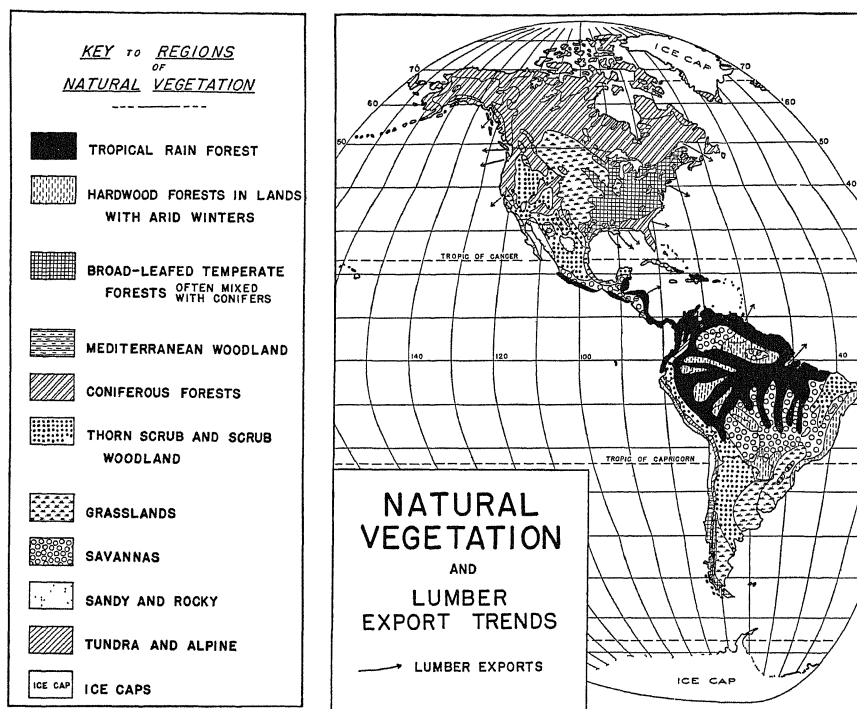 KEY TO REGIONS
OF
NATURAL VEGETATION
TROPICAL RAIN FOREST
HARDWOOD FORESTS IN LANDS
WITH ARID WINTERS
BROAD-LEAFED TEMPERATE
FORESTS OFTEN MIXED
WITH CONIFERS
MEDITERRANEAN WOODLAND
CONIFEROUS FORESTS
THORN SCRUB AND SCRUB
WOODLAND
GRASSLANDS
SAVANNAS
SANDY AND ROCKY
TUNDRA AND ALPINE
ICE CAP ICE CAPS
ICE CAP
70 70
60 60
50 50
40 40
TROPIC OF CANCER
140 120 100 40
TROPIC OF CAPRICORN
NATURAL
VEGETATION
AND
LUMBER
EXPORT TRENDS
LUMBER EXPORTS
ICE CAP